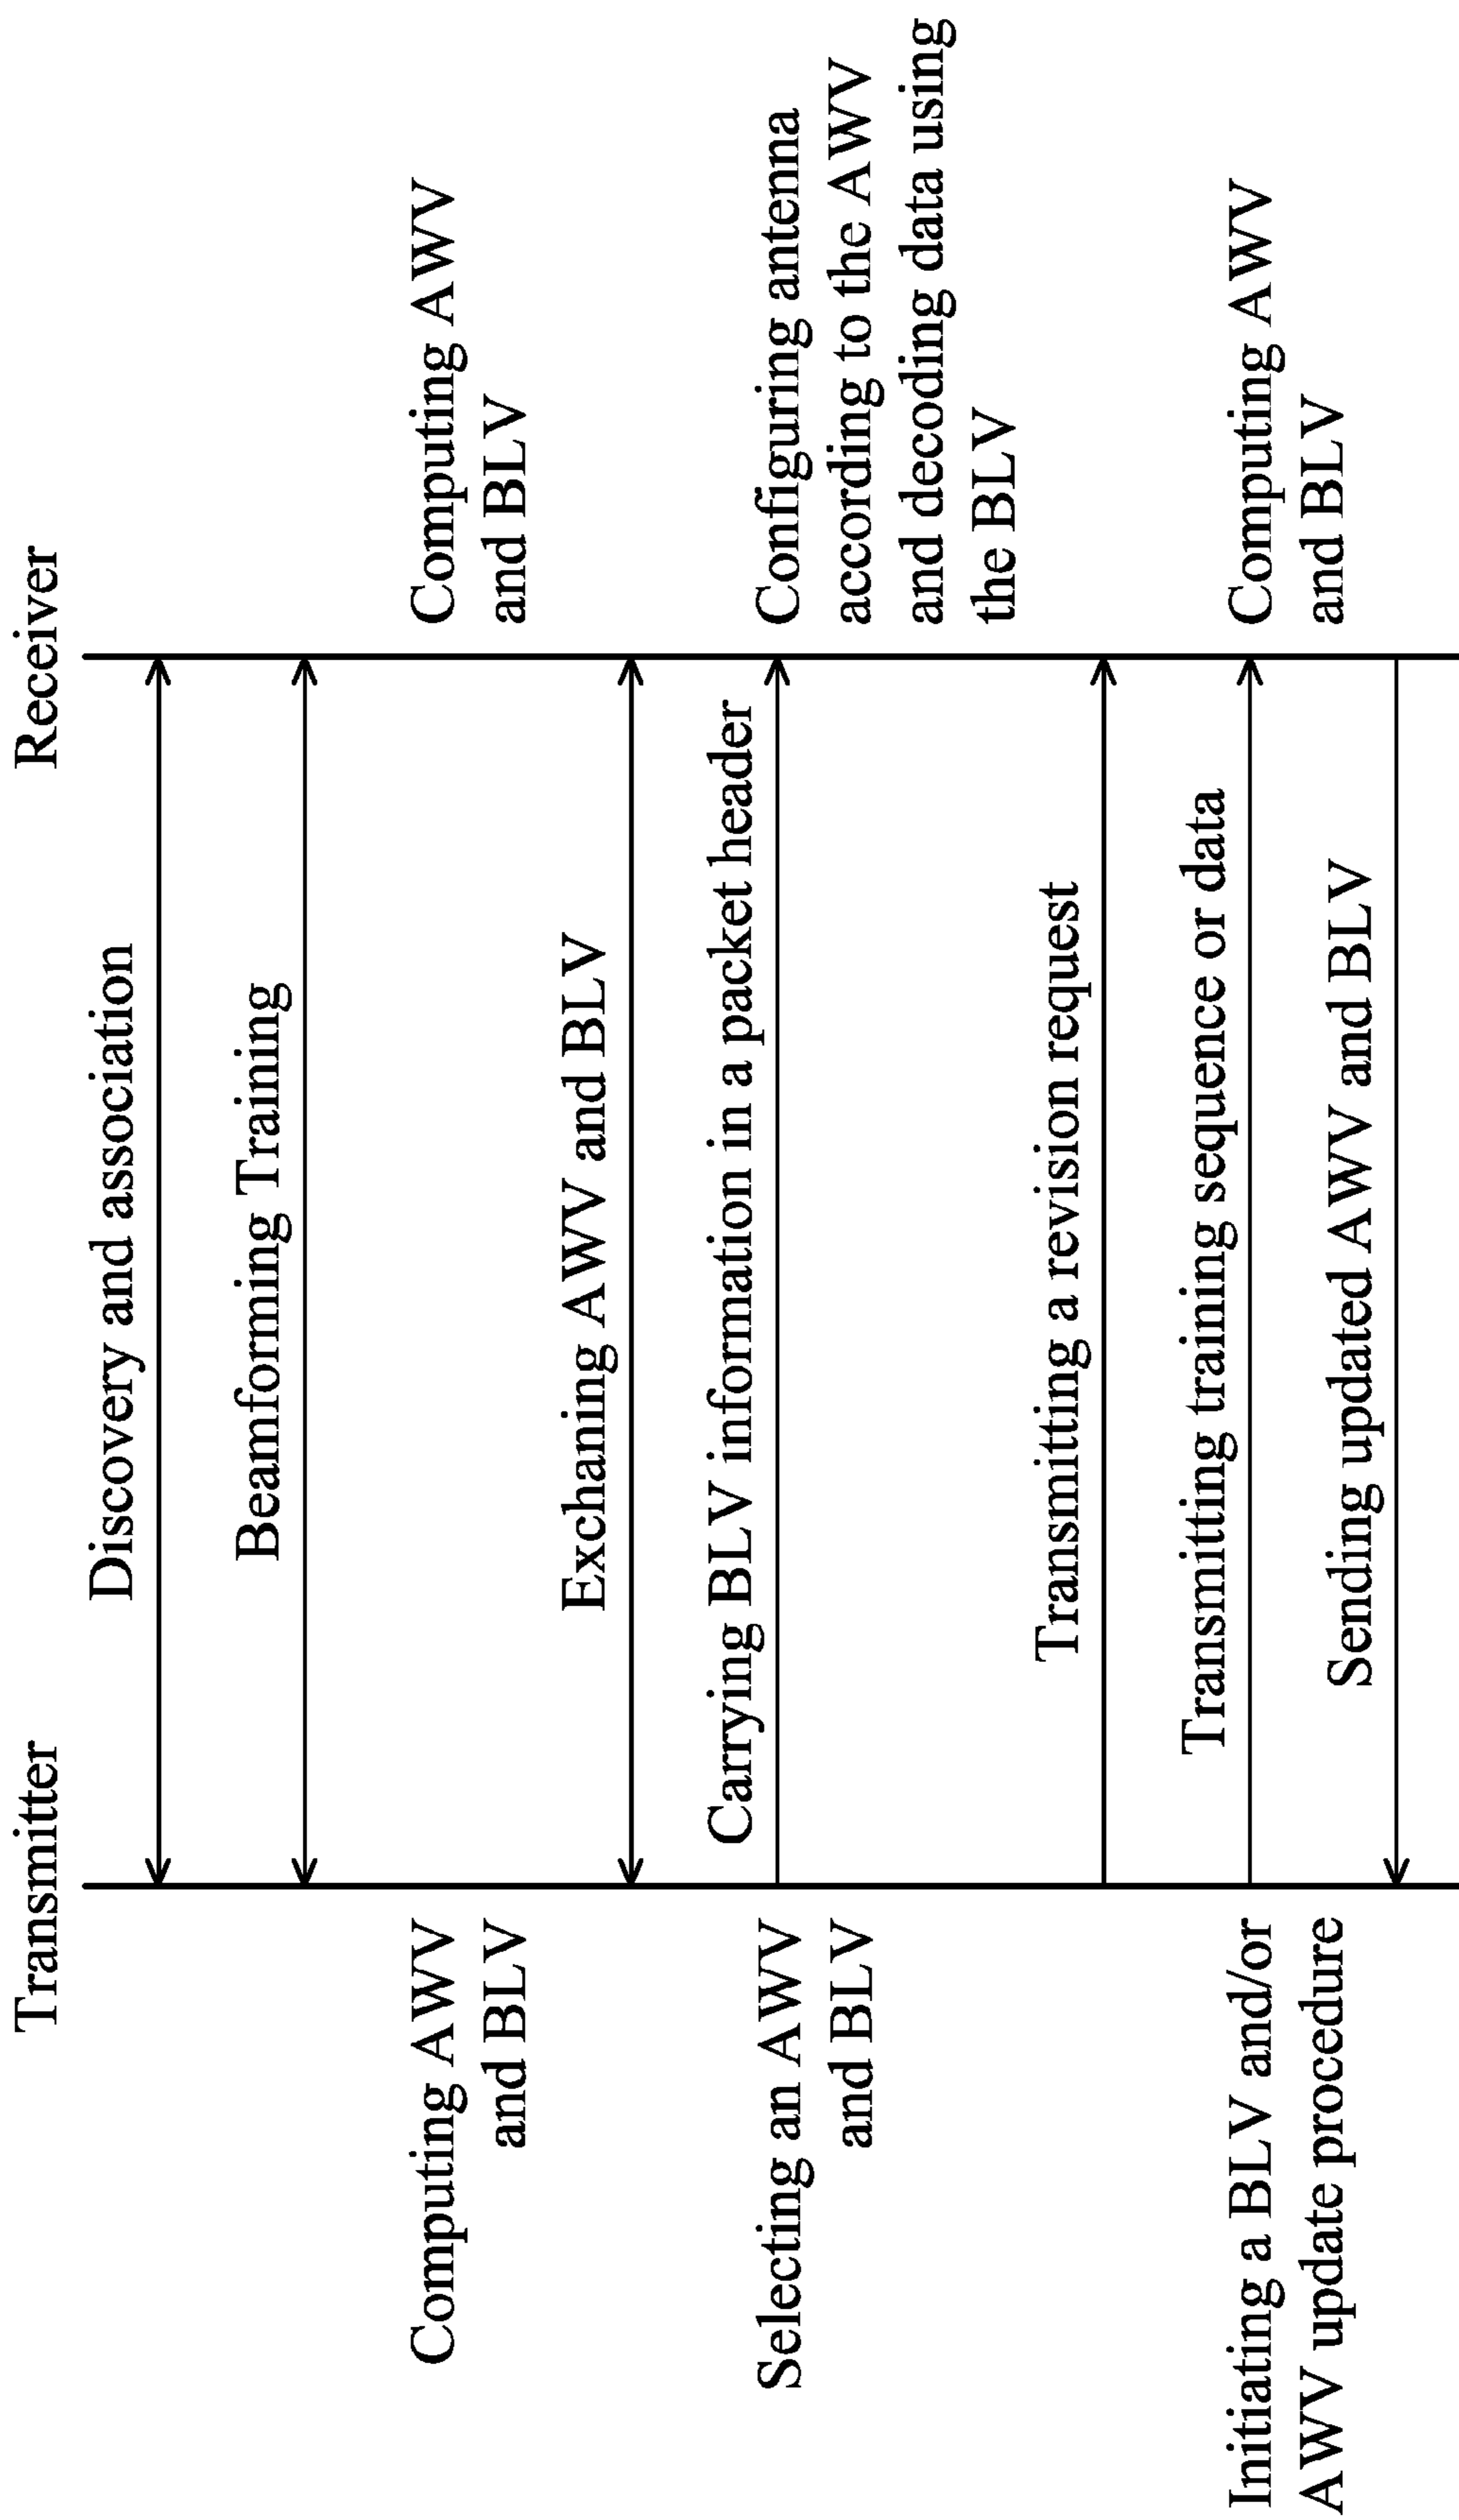 Transmitter
Receiver
Discovery and association
Beamforming Training
Computing AWV
and BLV
Computing AWV
and BLV
Exchaning AWV and BLV
Carrying BLV information in a packet header
Selecting an AWV
and BLV
Configuring antenna
according to the AWV
and decoding data using
the BLV
Transmitting a revision request
Transmitting training sequence or data
Initiating a BLV and/or
AWV update procedure
Computing AWV
and BLV
Sending updated AWV and BLV